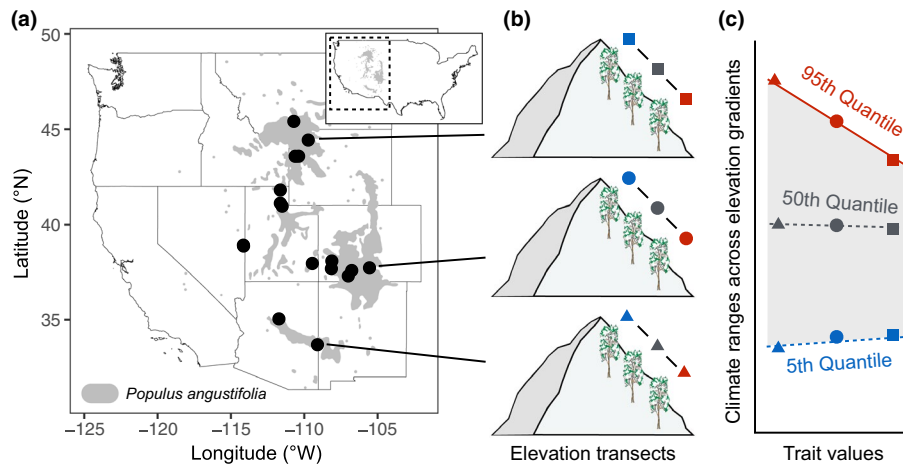 (a)
50
45
40
35
Latitude (°N)
Populus angustifolia
−125
−120
−115
−110
−105
Longitude (°W)
(b)
Elevation transects
(c)
Climate ranges across elevation gradients
95th Quantile
50th Quantile
5th Quantile
Trait values